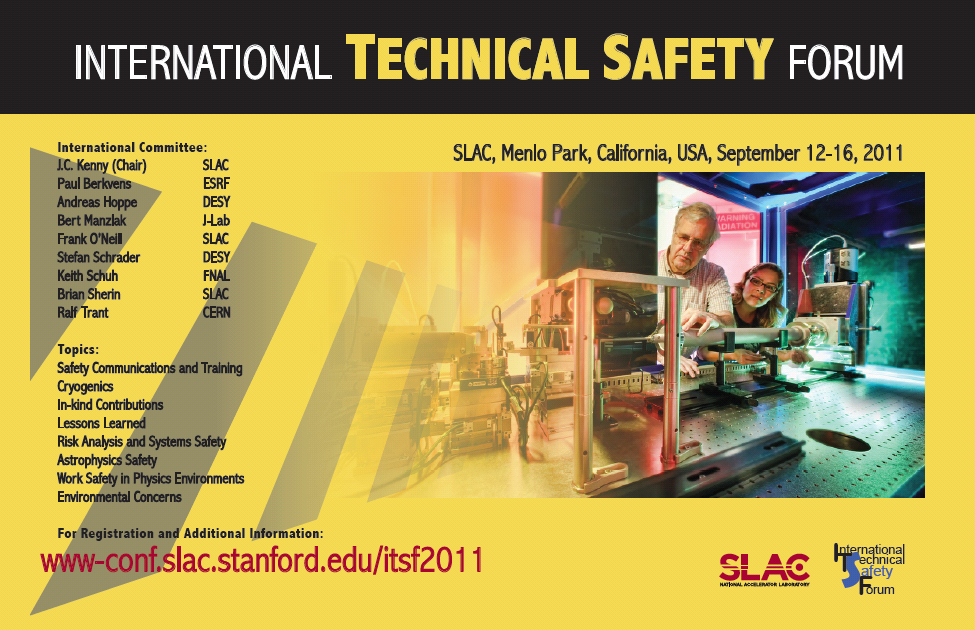 INTERNATIONAL TECHNICAL SAFETY FORUM
SLAC, Menlo Park, California, USA, September 12-16, 2011
International Committee:
J.C. Kenny (Chair) SLAC
Paul Berkvens ESRF
Andreas Hoppe DESY
Bert Manzlak J-Lab
Frank O'Neill SLAC
Stefan Schrader DESY
Keith Schuh FNAL
Brian Sherin SLAC
Ralf Trant CERN
Topics:
Safety Communications and Training
Cryogenics
In-kind Contributions
Lessons Learned
Risk Analysis and Systems Safety
Astrophysics Safety
Work Safety in Physics Environments
Environmental Concerns
WARNING
RADIATION
For Registration and Additional Information:
www-conf.slac.stanford.edu/itsf2011
SLAC
NATIONAL ACCELERATOR LABORATORY
International
Technical
Safety
Forum